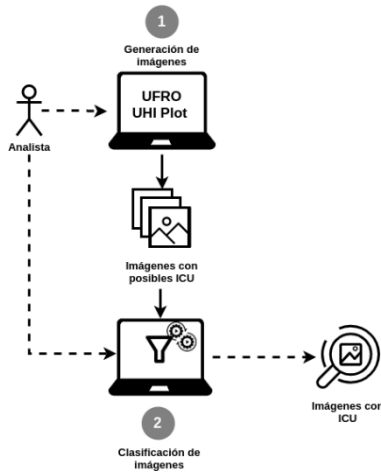 1
Generación de
imágenes
UFRO
UHI Plot
Analista
Imágenes con
posibles ICU
Imágenes con
ICU
2
Clasificación de
imágenes